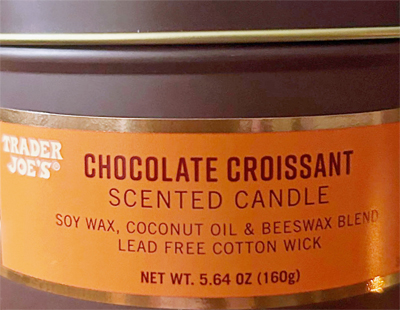 TRADER
JOE'S®
CHOCOLATE CROISSANT
SCENTED CANDLE
SOY WAX, COCONUT OIL & BEESWAX BLEND
LEAD FREE COTTON WICK
NET WT. 5.64 OZ (160g)